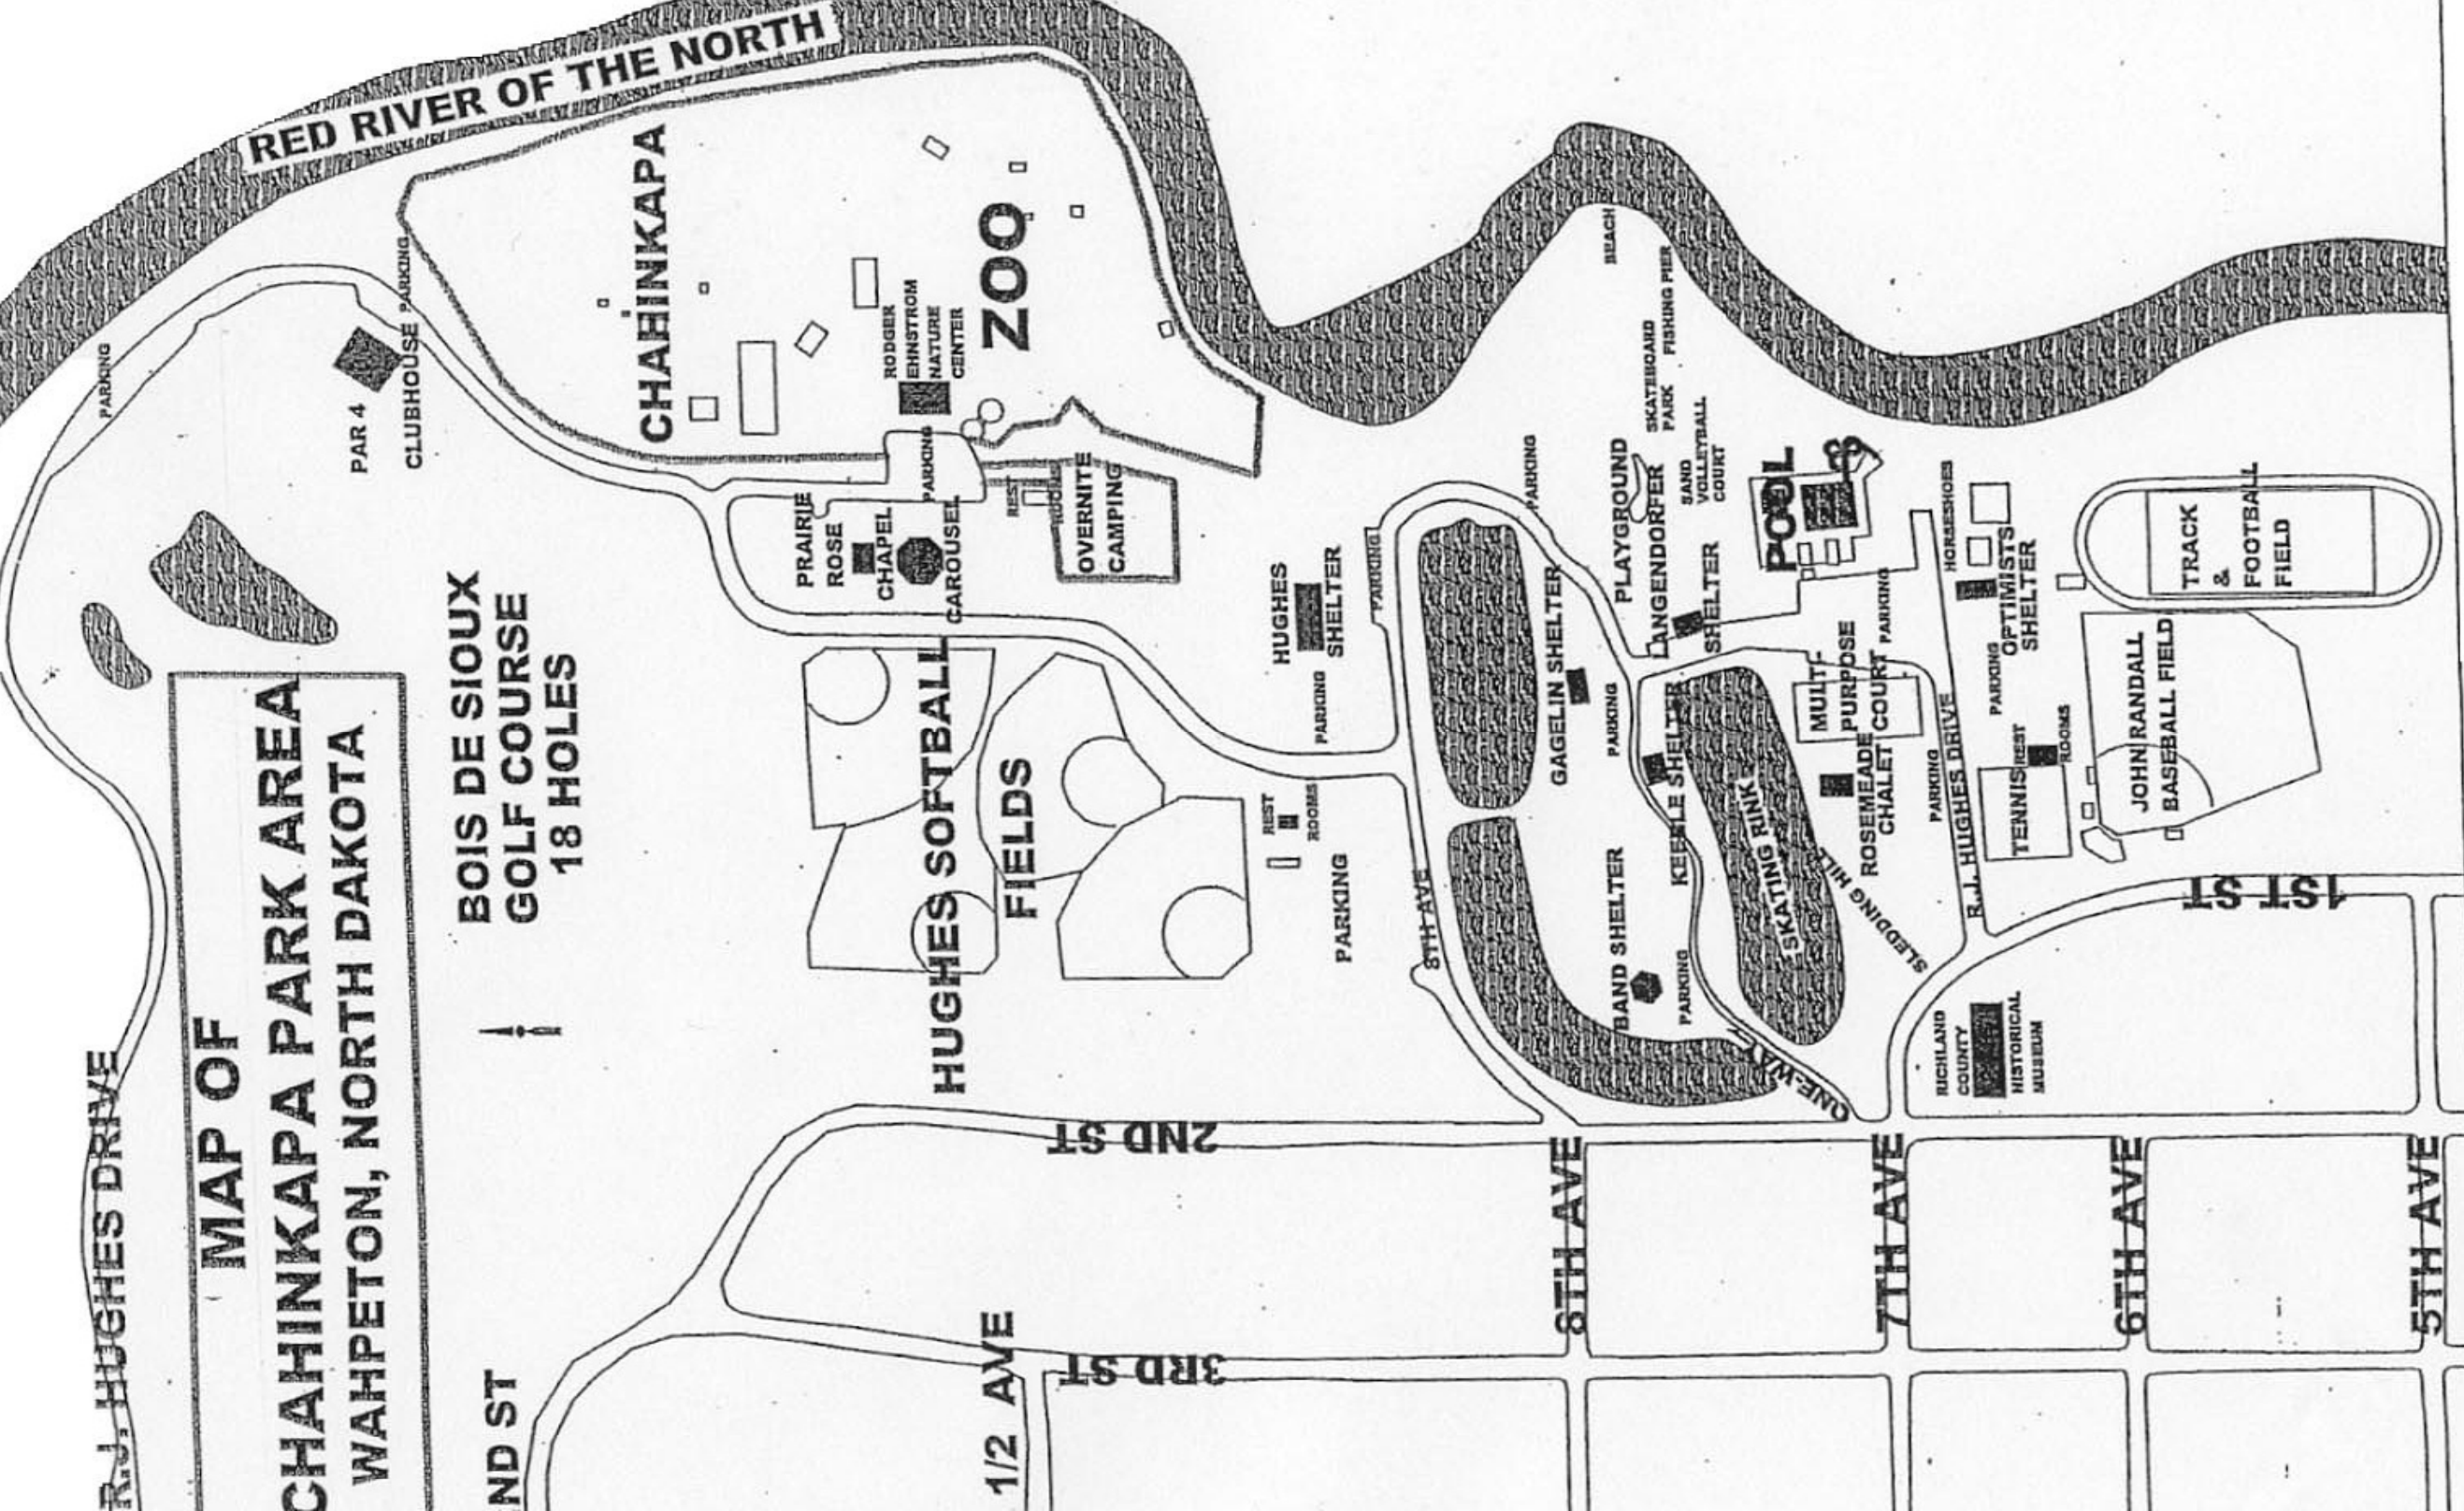 RED RIVER OF THE NORTH
MAP OF
CHAHINKAPA PARK AREA
WAHPETON, NORTH DAKOTA
R.J. HUGHES DRIVE
PARKING
PAR 4
CLUBHOUSE
PARKING
BOIS DE SIOUX
GOLF COURSE
18 HOLES
CHAHINKAPA
ZOO
RODGER
EHNSTROM
NATURE
CENTER
PARKING
PRAIRIE
ROSE
CHAPEL
CAROUSEL
REST
ROOMS
OVERNITE
CAMPING
HUGHES SOFTBALL
FIELDS
HUGHES
SHELTER
PARKING
PARKING
REST
ROOMS
PARKING
8TH AVE
GAGELIN SHELTER
PARKING
PARKING
BEACH
FISHING PIER
SKATEBOARD
PARK
SAND
VOLLEYBALL
COURT
PLAYGROUND
LANGENDORFER
SHELTER
POOL
KEEBLE SHELTER
BAND SHELTER
PARKING
SKATING RINK
SLEDDING HILL
ONE-WAY
MULTI-
PURPOSE
COURT
PARKING
ROSEMEADE
CHALET
PARKING
R.J. HUGHES DRIVE
HORSESHOES
OPTIMISTS
SHELTER
PARKING
REST
ROOMS
TENNIS
TRACK
&
FOOTBALL
FIELD
JOHN RANDALL
BASEBALL FIELD
RICHLAND
COUNTY
HISTORICAL
MUSEUM
1ST ST
2ND ST
3RD ST
ND ST
1/2 AVE
8TH AVE
7TH AVE
6TH AVE
5TH AVE